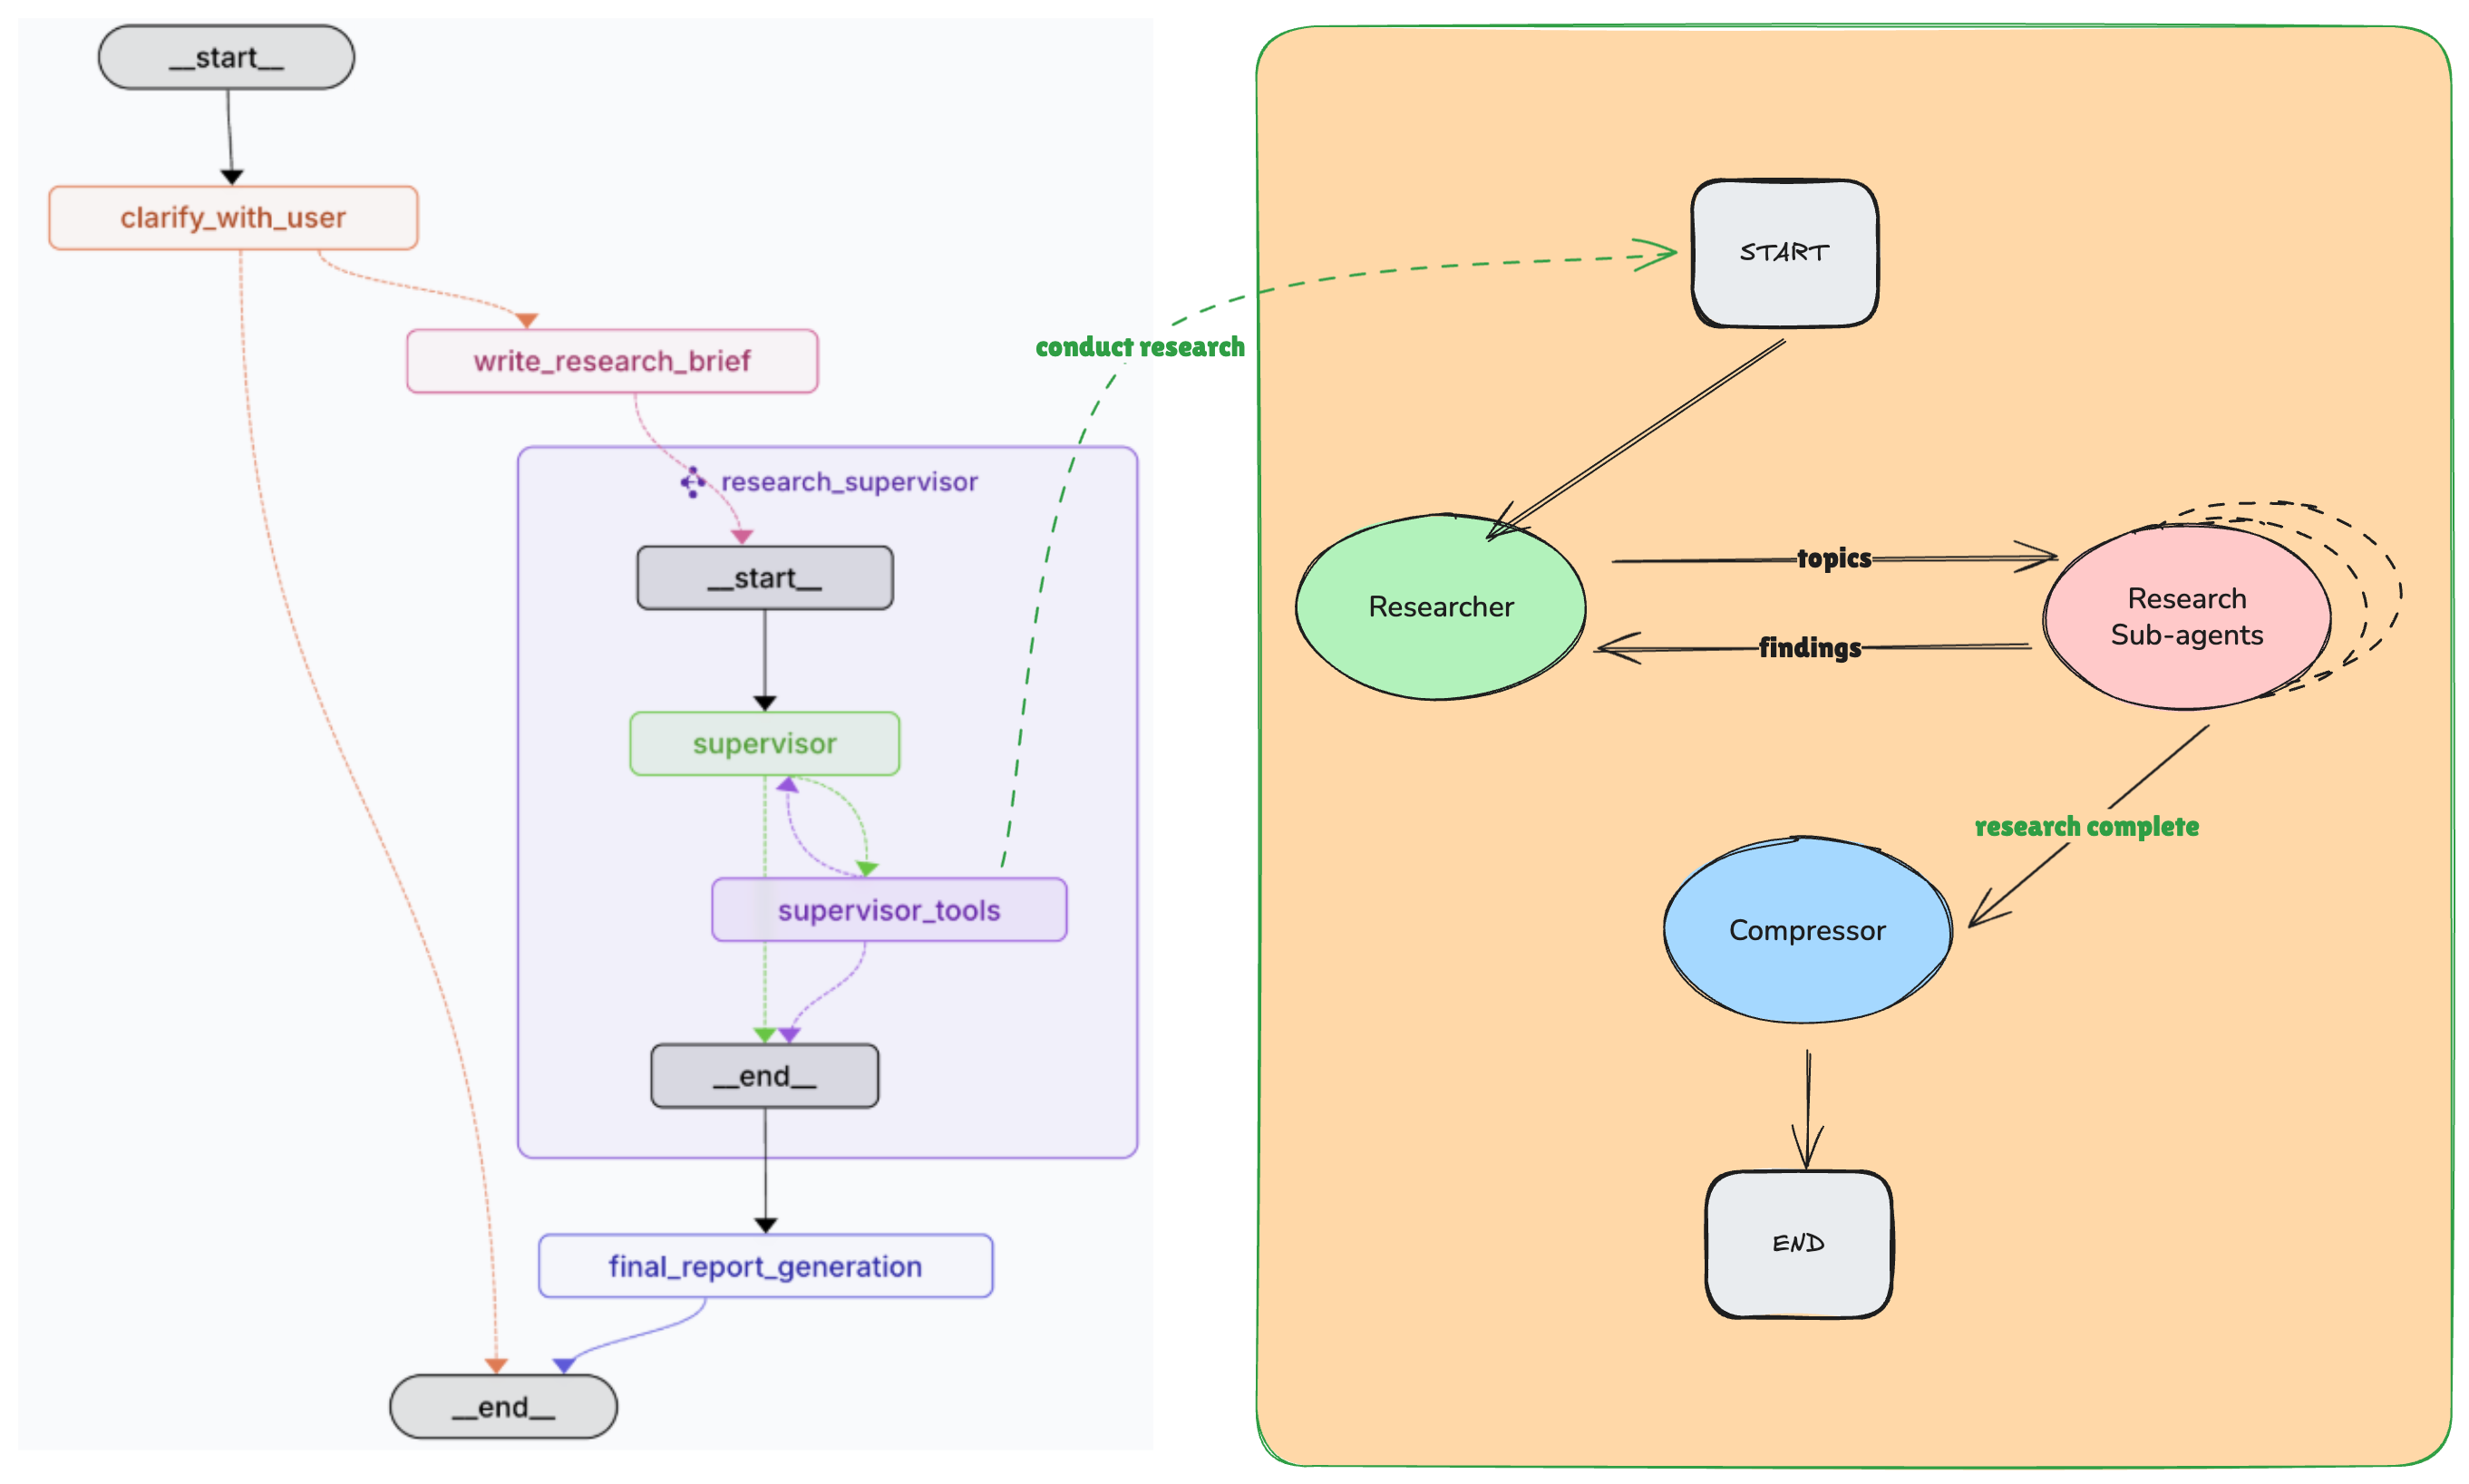 __start__
clarify_with_user
write_research_brief
research_supervisor
__start__
supervisor
supervisor_tools
__end__
final_report_generation
__end__
conduct research
START
Researcher
topics
findings
Research
Sub-agents
research complete
Compressor
END